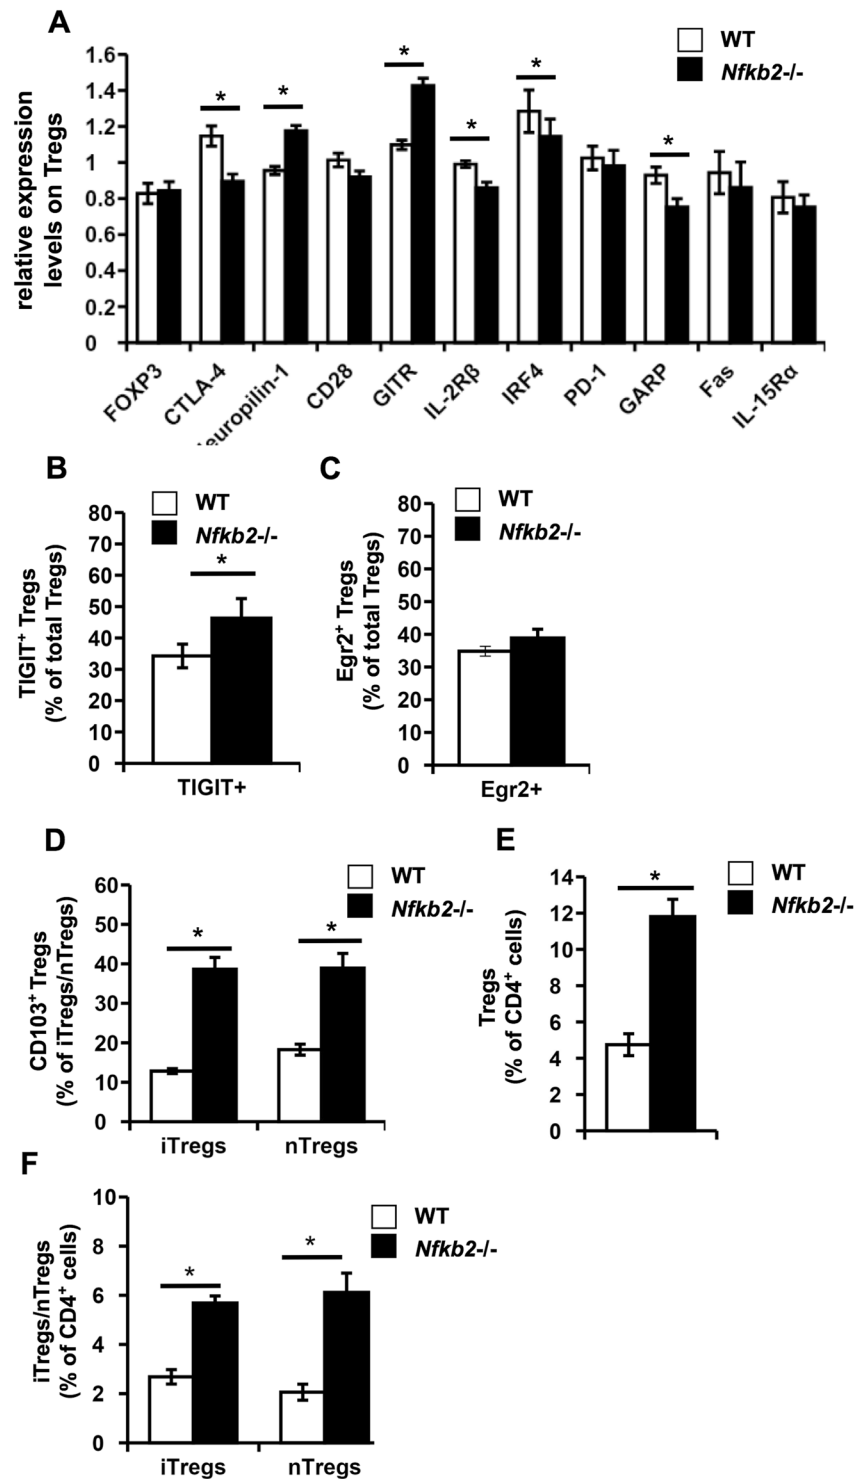 A
WT
Nfkb2-/-
relative expression
levels on Tregs
1.6
1.4
1.2
1
0.8
0.6
0.4
0.2
0
*
*
*
*
*
*
FOXP3
CTLA-4
europilin-1
CD28
GITR
IL-2Rβ
IRF4
PD-1
GARP
Fas
IL-15Rα
B
WT
Nfkb2-/-
TIGIT+ Tregs
(% of total Tregs)
80
70
60
50
40
30
20
10
0
*
TIGIT+
C
WT
Nfkb2-/-
Egr2+ Tregs
(% of total Tregs)
80
70
60
50
40
30
20
10
0
Egr2+
D
WT
Nfkb2-/-
CD103+ Tregs
(% of iTregs/nTregs)
60
50
40
30
20
10
0
*
*
iTregs
nTregs
E
WT
Nfkb2-/-
Tregs
(% of CD4+ cells)
14
12
10
8
6
4
2
0
*
F
WT
Nfkb2-/-
iTregs/nTregs
(% of CD4+ cells)
10
8
6
4
2
0
*
*
iTregs
nTregs